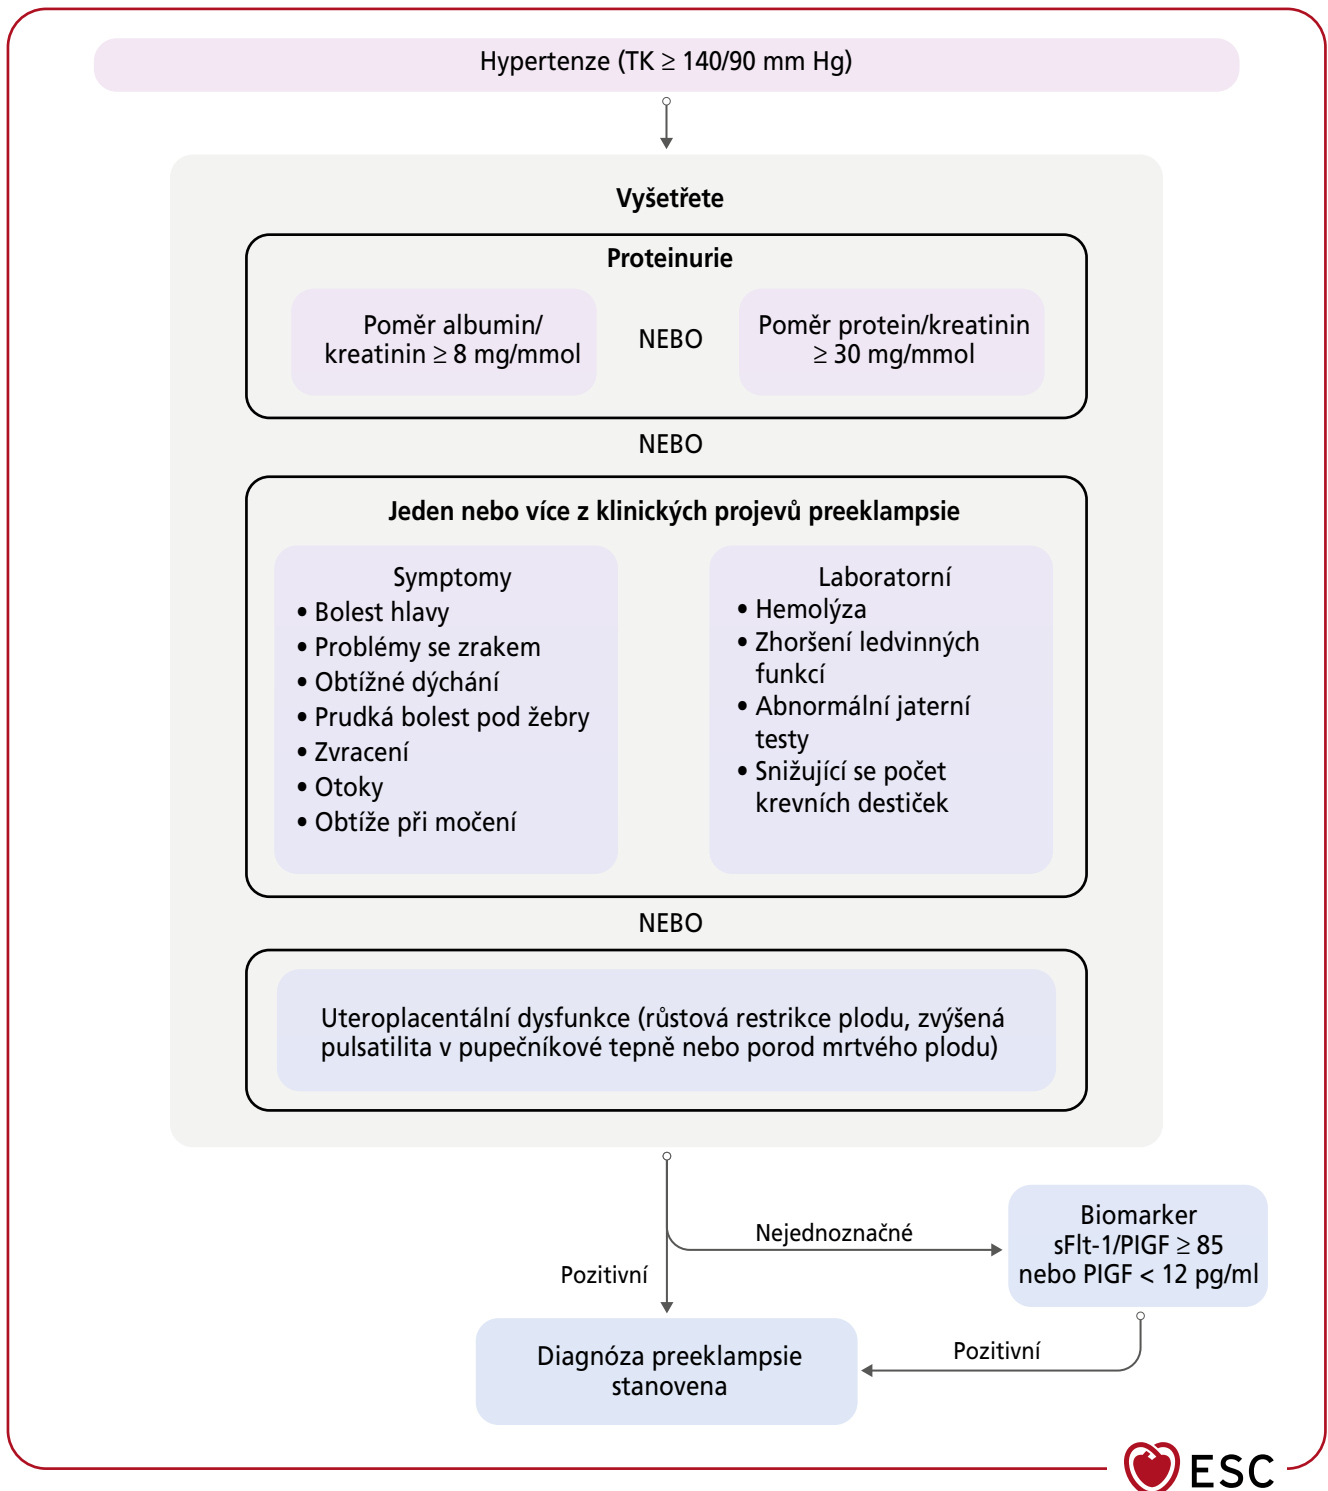 Hypertenze (TK ≥ 140/90 mm Hg)
Vyšetřete
Proteinurie
Poměr albumin/
kreatinin ≥ 8 mg/mmol
NEBO
Poměr protein/kreatinin
≥ 30 mg/mmol
NEBO
Jeden nebo více z klinických projevů preeklampsie
Symptomy
• Bolest hlavy
• Problémy se zrakem
• Obtížné dýchání
• Prudká bolest pod žebry
• Zvracení
• Otoky
• Obtíže při močení
Laboratorní
• Hemolýza
• Zhoršení ledvinných
funkcí
• Abnormální jaterní
testy
• Snižující se počet
krevních destiček
NEBO
Uteroplacentální dysfunkce (růstová restrikce plodu, zvýšená
pulsatilita v pupečníkové tepně nebo porod mrtvého plodu)
Nejednoznačné
Biomarker
sFlt-1/PIGF ≥ 85
nebo PIGF < 12 pg/ml
Pozitivní
Pozitivní
Diagnóza preeklampsie
stanovena
ESC